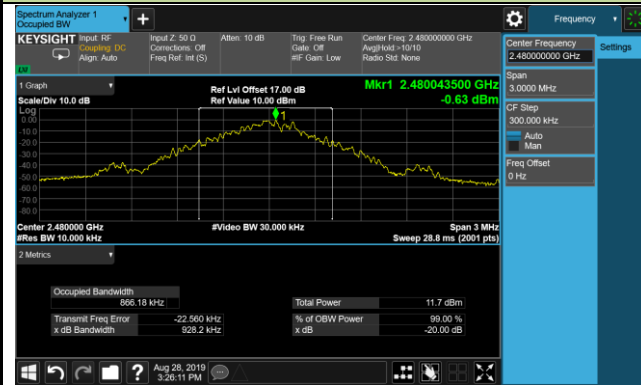 Spectrum Analyzer 1
Occupied BW
+
Frequency
KEYSIGHT
Input: RF
Coupling: DC
Align: Auto
Input Z: 50 Ω
Corrections: Off
Freq Ref: Int (S)
Atten: 10 dB
Trig: Free Run
Gate: Off
#IF Gain: Low
Center Freq: 2.480000000 GHz
Avg|Hold:>10/10
Radio Std: None
Center Frequency
2.480000000 GHz
Settings
Span
3.0000 MHz
CF Step
300.000 kHz
Auto
Man
Freq Offset
0 Hz
1 Graph
Scale/Div 10.0 dB
Ref Lvl Offset 17.00 dB
Ref Value 10.00 dBm
Mkr1 2.480043500 GHz
-0.63 dBm
Log
0.00
-10.0
-20.0
-30.0
-40.0
-50.0
-60.0
-70.0
-80.0
1
Center 2.480000 GHz
#Res BW 10.000 kHz
#Video BW 30.000 kHz
Span 3 MHz
Sweep 28.8 ms (2001 pts)
2 Metrics
Occupied Bandwidth
866.18 kHz
Total Power 11.7 dBm
Transmit Freq Error -22.560 kHz
% of OBW Power 99.00 %
x dB Bandwidth 928.2 kHz
x dB -20.00 dB
?
Aug 28, 2019
3:26:11 PM